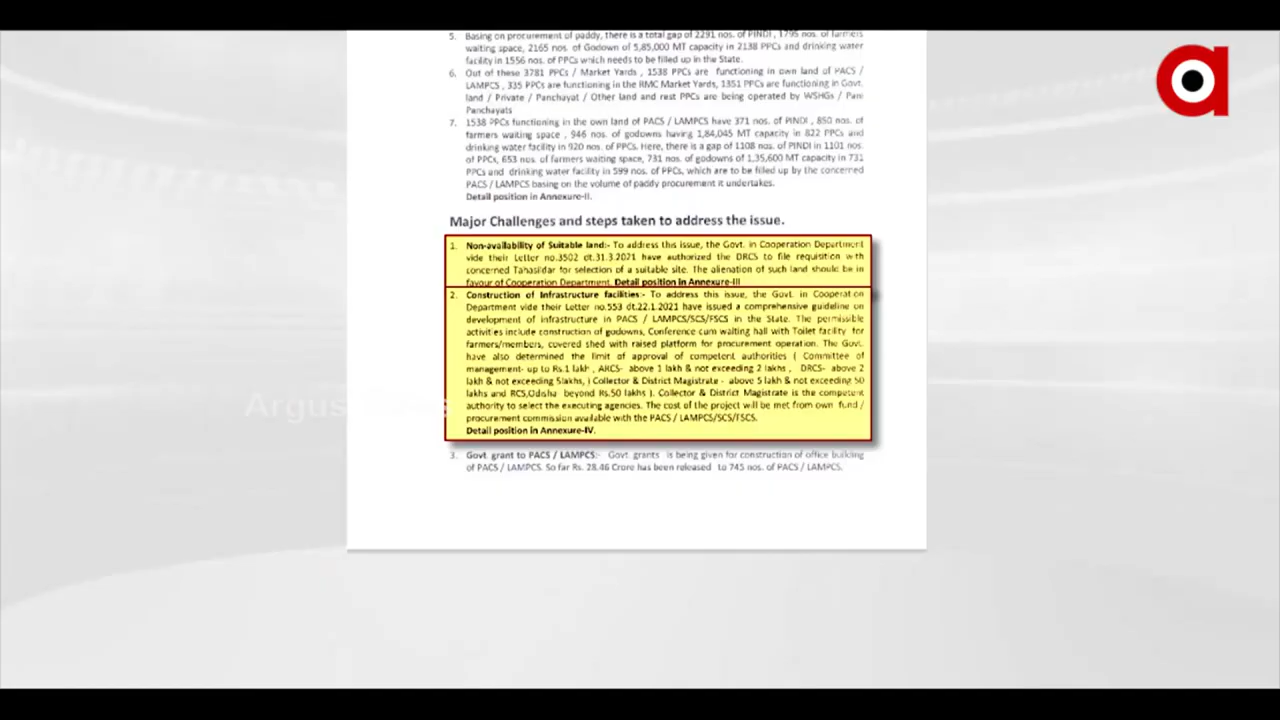 5. Basing on procurement of paddy, there is a total gap of 2291 nos. of PINDI , 1795 nos. of farmers
waiting space, 2165 nos. of Godown of 5,85,000 MT capacity in 2138 PPCs and drinking water
facility in 1556 nos. of PPCs which needs to be filled up in the State.
6. Out of these 3781 PPCs / Market Yards , 1538 PPCs are functioning in own land of PACS /
LAMPCS , 335 PPCs are functioning in the RMC Market Yards, 1351 PPCs are functioning in Govt.
land / Private / Panchayat / Other land and rest PPCs are being operated by WSHGs / Pani
Panchayats
7. 1538 PPCs functioning in the own land of PACS / LAMPCS have 371 nos. of PINDI , 850 nos. of
farmers waiting space , 946 nos. of godowns having 1,84,045 MT capacity in 822 PPCs and
drinking water facility in 920 nos. of PPCs. Here, there is a gap of 1108 nos. of PINDI in 1101 nos.
of PPCs, 653 nos. of farmers waiting space, 731 nos. of godowns of 1,35,600 MT capacity in 731
PPCs and drinking water facility in 599 nos. of PPCs, which are to be filled up by the concerned
PACS / LAMPCS basing on the volume of paddy procurement it undertakes.
Detail position in Annexure-II.
Major Challenges and steps taken to address the issue.
1. Non-availability of Suitable land:- To address this issue, the Govt. in Cooperation Department
vide their Letter no.3502 dt.31.3.2021 have authorized the DRCS to file requisition with
concerned Tahasildar for selection of a suitable site. The alienation of such land should be in
favour of Cooperation Department. Detail position in Annexure-III
2. Construction of Infrastructure facilities:- To address this issue, the Govt. in Cooperation
Department vide their Letter no.553 dt.22.1.2021 have issued a comprehensive guideline on
development of infrastructure in PACS / LAMPCS/SCS/FSCS in the State. The permissible
activities include construction of godowns, Conference cum waiting hall with Toilet facility for
farmers/members, covered shed with raised platform for procurement operation. The Govt.
have also determined the limit of approval of competent authorities ( Committee of
management- up to Rs.1 lakh , ARCS- above 1 lakh & not exceeding 2 lakhs , DRCS- above 2
lakh & not exceeding 5lakhs, ) Collector & District Magistrate - above 5 lakh & not exceeding 50
lakhs and RCS,Odisha beyond Rs.50 lakhs ). Collector & District Magistrate is the competent
authority to select the executing agencies. The cost of the project will be met from own fund /
procurement commission available with the PACS / LAMPCS/SCS/FSCS.
Detail position in Annexure-IV.
3. Govt. grant to PACS / LAMPCS:- Govt. grants is being given for construction of office building
of PACS / LAMPCS. So far Rs. 28.46 Crore has been released to 745 nos. of PACS / LAMPCS.
Argus